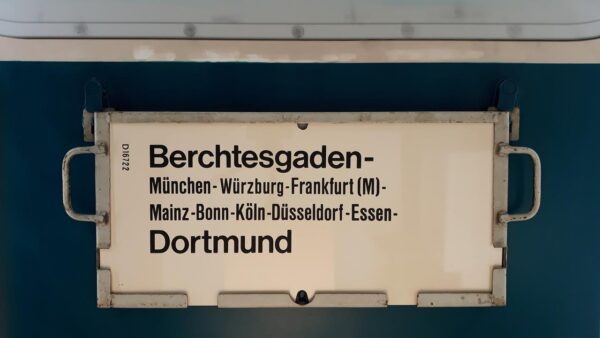 D16722
Berchtesgaden-
München-Würzburg-Frankfurt (M)-
Mainz-Bonn-Köln-Düsseldorf-Essen-
Dortmund